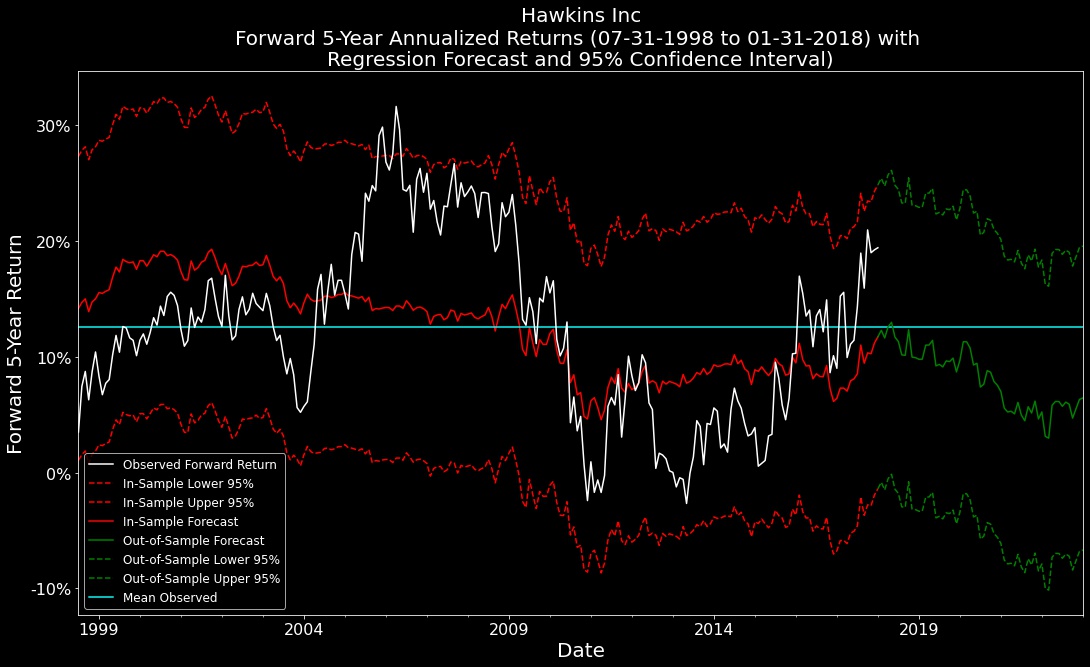 Hawkins Inc
Forward 5-Year Annualized Returns (07-31-1998 to 01-31-2018) with
Regression Forecast and 95% Confidence Interval)
Forward 5-Year Return
30%
20%
10%
0%
-10%
Observed Forward Return
In-Sample Lower 95%
In-Sample Upper 95%
In-Sample Forecast
Out-of-Sample Forecast
Out-of-Sample Lower 95%
Out-of-Sample Upper 95%
Mean Observed
1999
2004
2009
2014
2019
Date